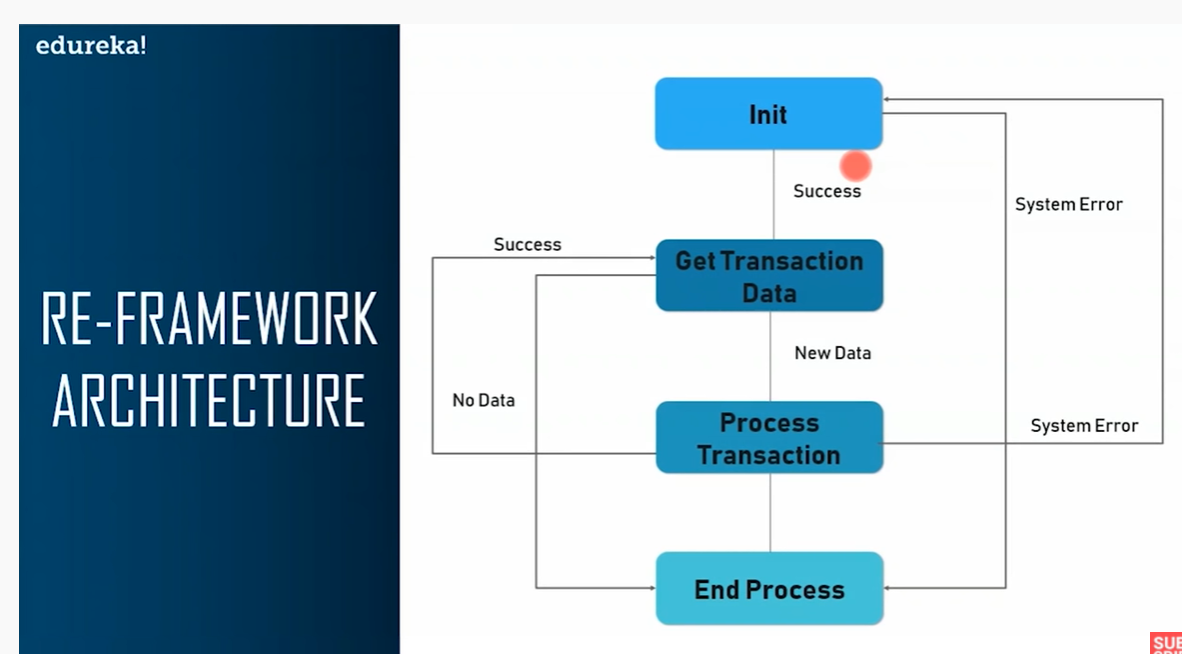 edureka!
RE-FRAMEWORK
ARCHITECTURE
Init
Success
System Error
Success
Get Transaction
Data
New Data
No Data
Process
Transaction
System Error
End Process
SUB